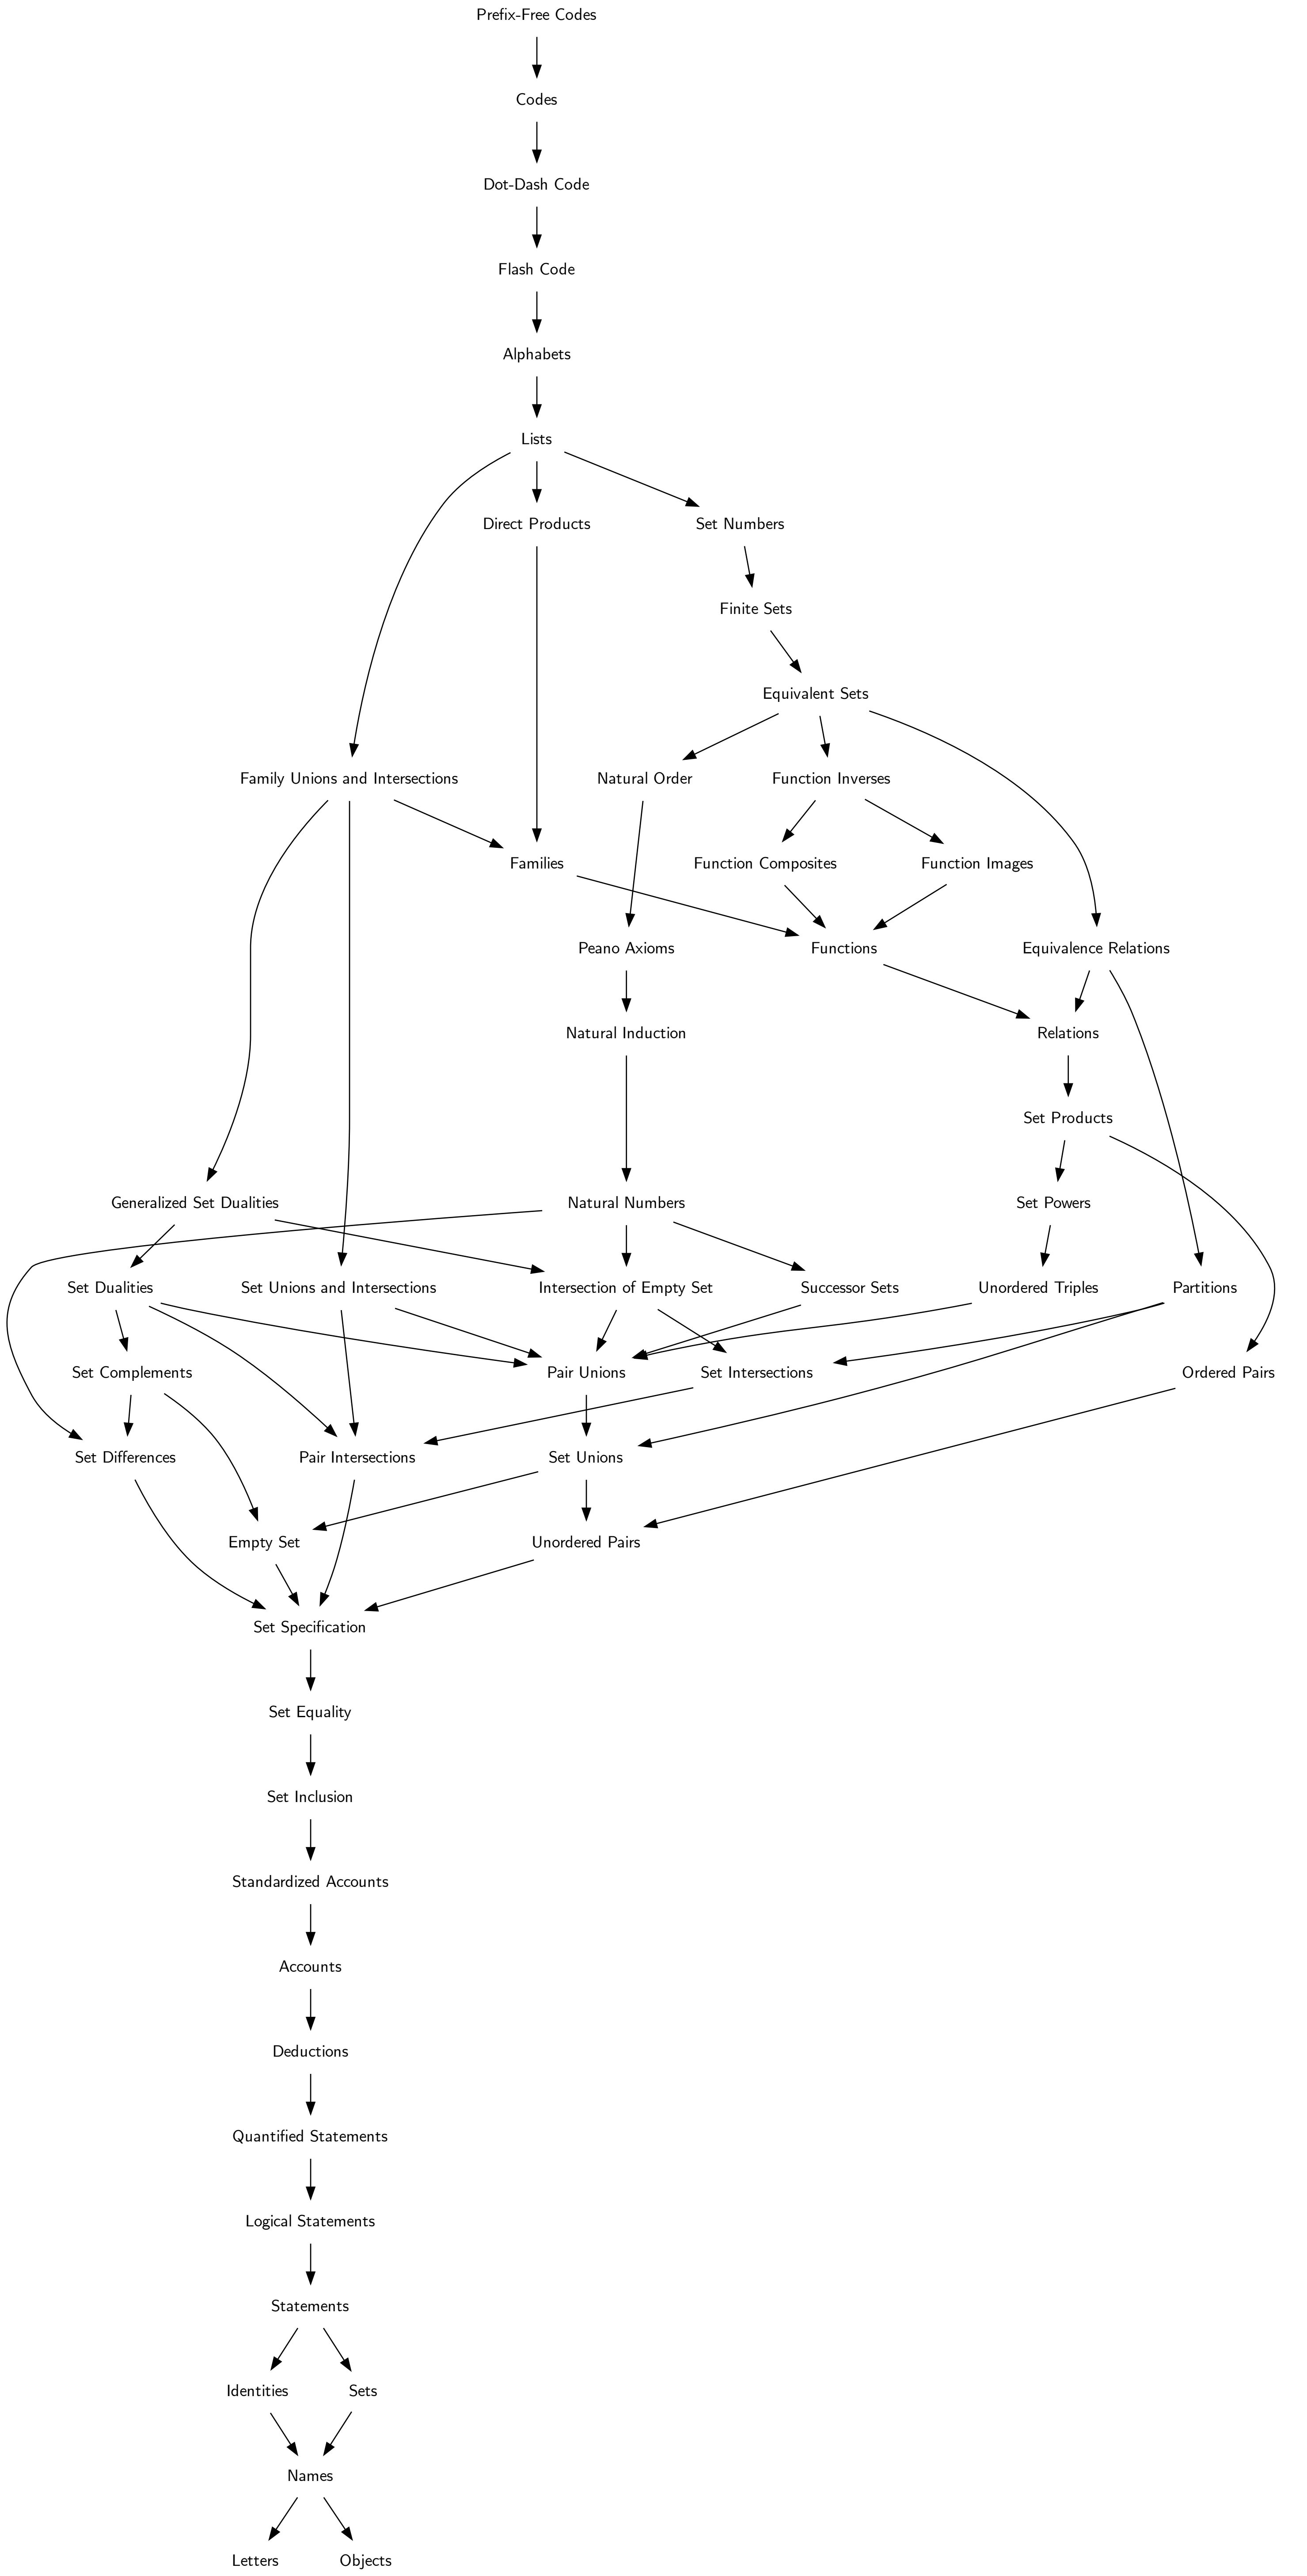 Prefix-Free Codes
Codes
Dot-Dash Code
Flash Code
Alphabets
Lists
Direct Products
Set Numbers
Finite Sets
Equivalent Sets
Family Unions and Intersections
Natural Order
Function Inverses
Families
Function Composites
Function Images
Peano Axioms
Functions
Equivalence Relations
Natural Induction
Relations
Set Products
Generalized Set Dualities
Natural Numbers
Set Powers
Set Dualities
Set Unions and Intersections
Intersection of Empty Set
Successor Sets
Unordered Triples
Partitions
Set Complements
Pair Unions
Set Intersections
Ordered Pairs
Set Differences
Pair Intersections
Set Unions
Empty Set
Unordered Pairs
Set Specification
Set Equality
Set Inclusion
Standardized Accounts
Accounts
Deductions
Quantified Statements
Logical Statements
Statements
Identities
Sets
Names
Letters
Objects